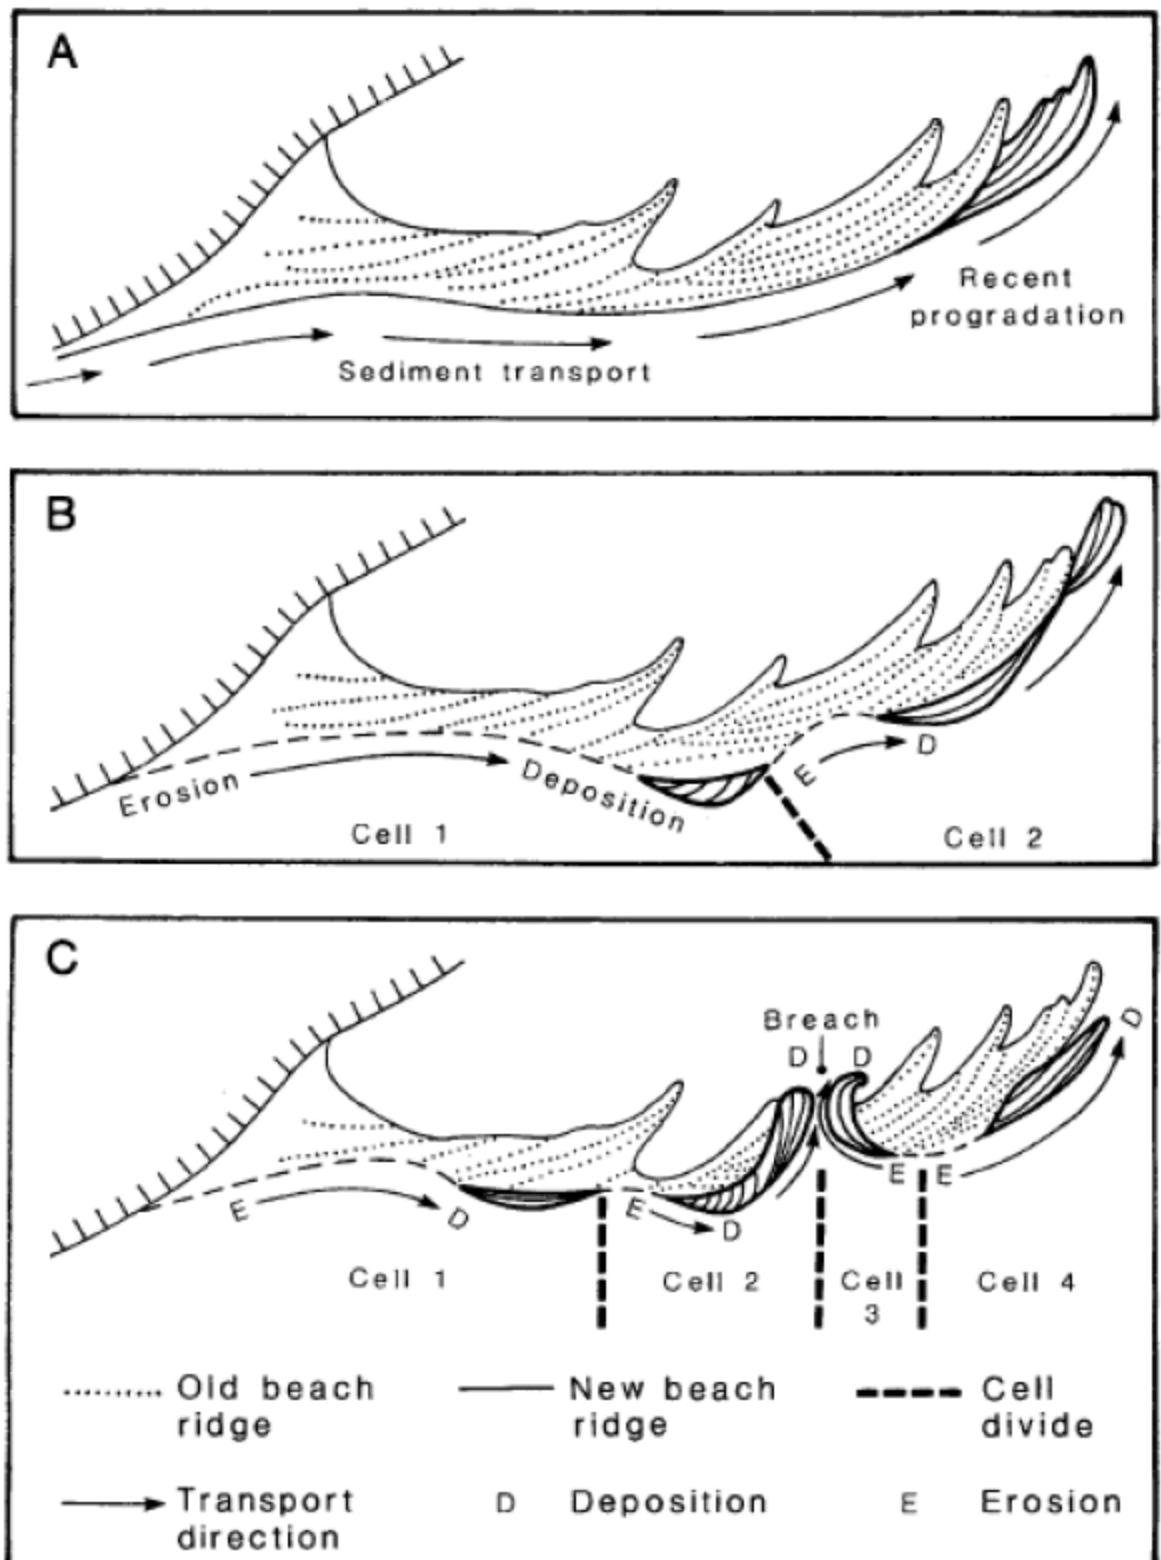 A
Recent
progradation
Sediment transport
B
Erosion
Deposition
E
D
Cell 1
Cell 2
C
Breach
D
D
D
E
D
E
D
E
E
Cell 1
Cell 2
Cell
3
Cell 4
Old beach
ridge
New beach
ridge
Cell
divide
Transport
direction
D
Deposition
E
Erosion